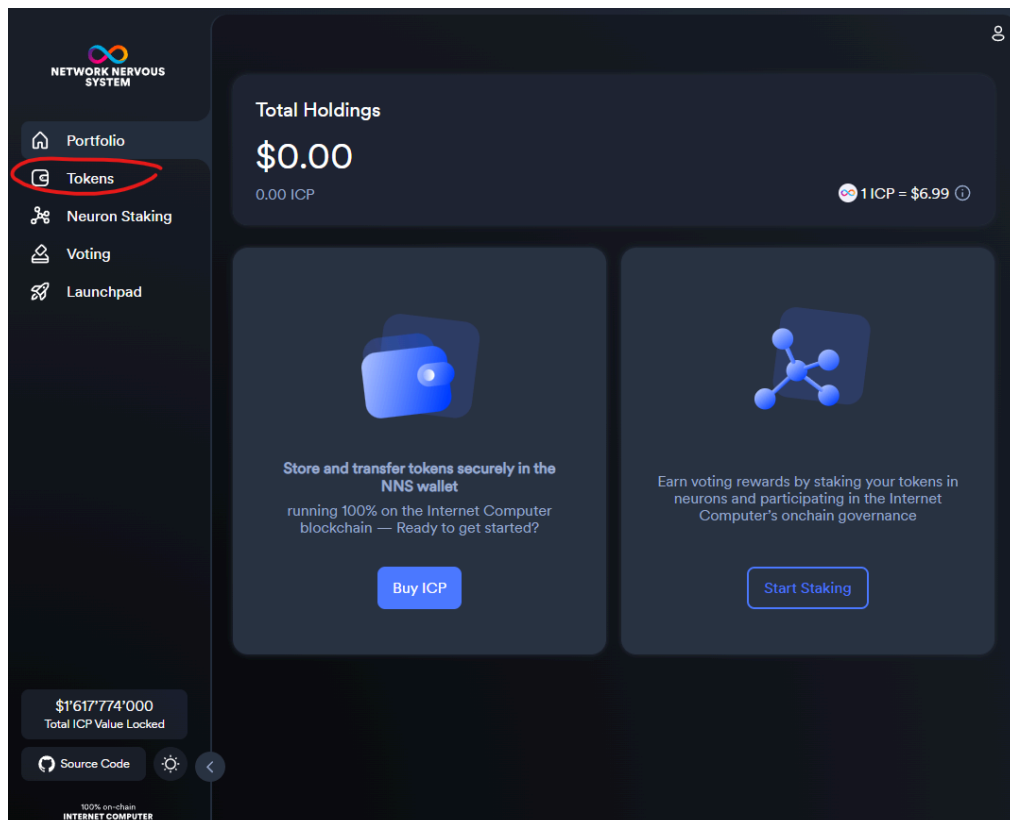 NETWORK NERVOUS
SYSTEM
Portfolio
Tokens
Neuron Staking
Voting
Launchpad
$1'617'774'000
Total ICP Value Locked
Source Code
100% on-chain
INTERNET COMPUTER
Total Holdings
$0.00
0.00 ICP
1 ICP = $6.99
Store and transfer tokens securely in the
NNS wallet
running 100% on the Internet Computer
blockchain — Ready to get started?
Buy ICP
Earn voting rewards by staking your tokens in
neurons and participating in the Internet
Computer's onchain governance
Start Staking